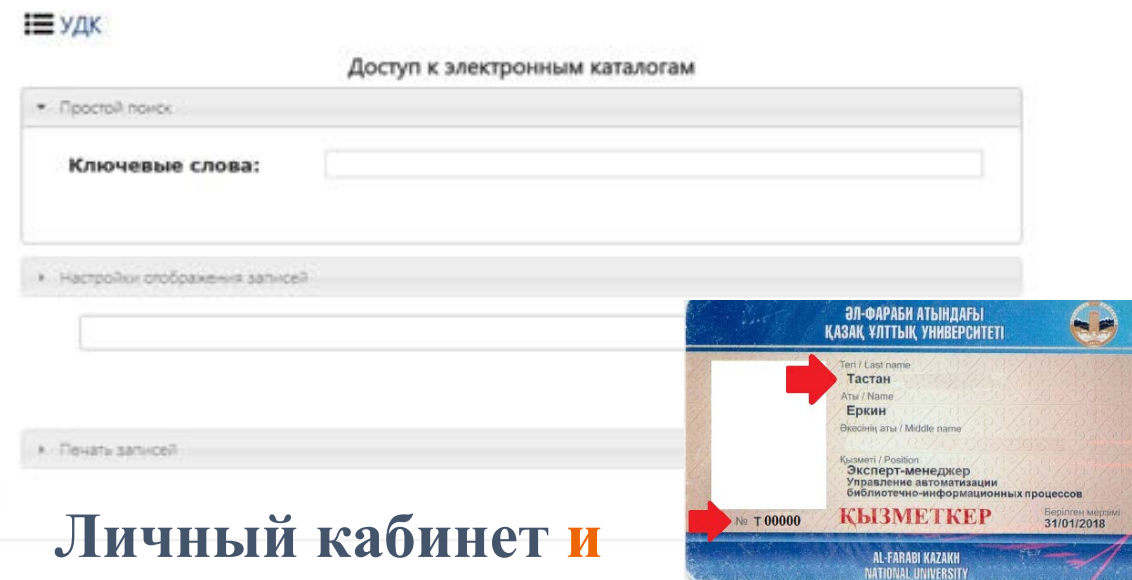 УДК
Доступ к электронным каталогам
Простой поиск
Ключевые слова:
Настройки отображения записей
Печать записей
Личный кабинет и
ӘЛ-ФАРАБИ АТЫНДАҒЫ
ҚАЗАҚ ҰЛТТЫҚ УНИВЕРСИТЕТІ
Тегі / Last name
Тастан
Аты / Name
Еркин
Әкесінің аты / Middle name
Қызметі / Position
Эксперт-менеджер
Управление автоматизации
библиотечно-информационных процессов
№ Т 00000
ҚЫЗМЕТКЕР
Берілген мерзімі
31/01/2018
AL-FARABI KAZAKH
NATIONAL UNIVERSITY